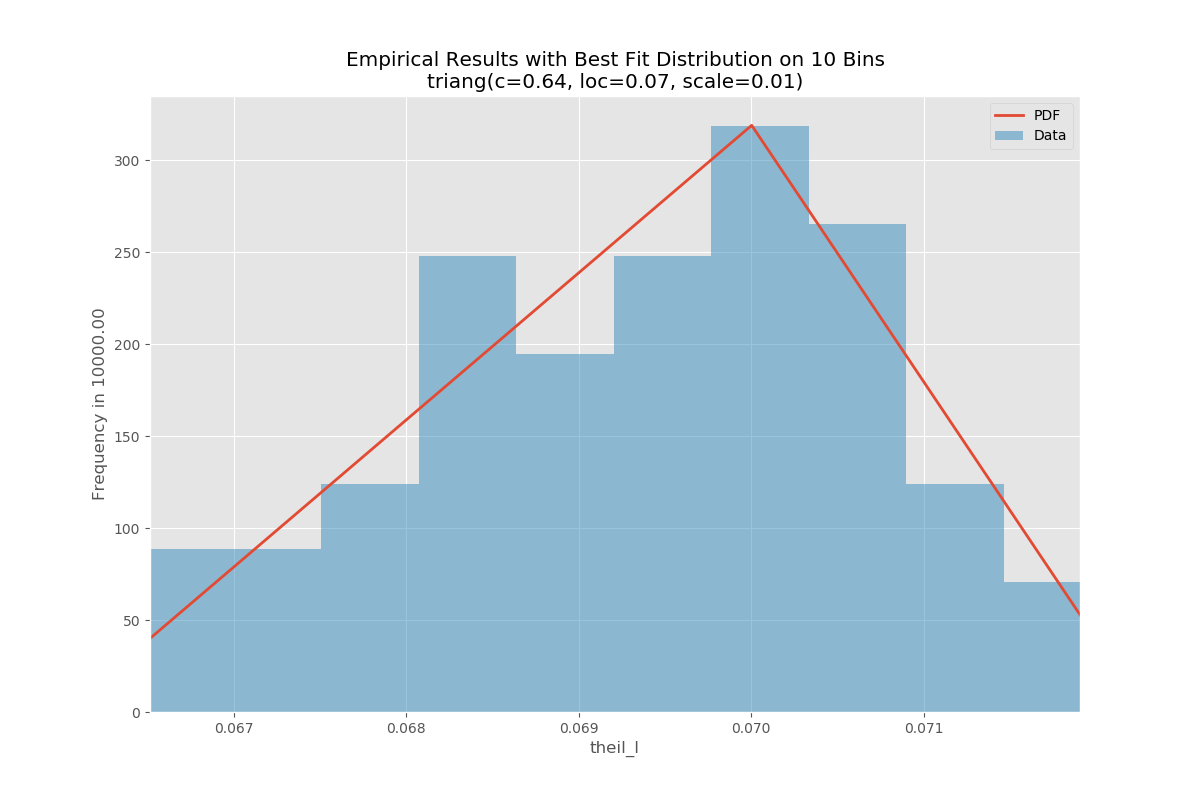 Empirical Results with Best Fit Distribution on 10 Bins
triang(c=0.64, loc=0.07, scale=0.01)
PDF
Data
300
250
200
150
100
50
0
Frequency in 10000.00
0.067 0.068 0.069 0.070 0.071
theil_l